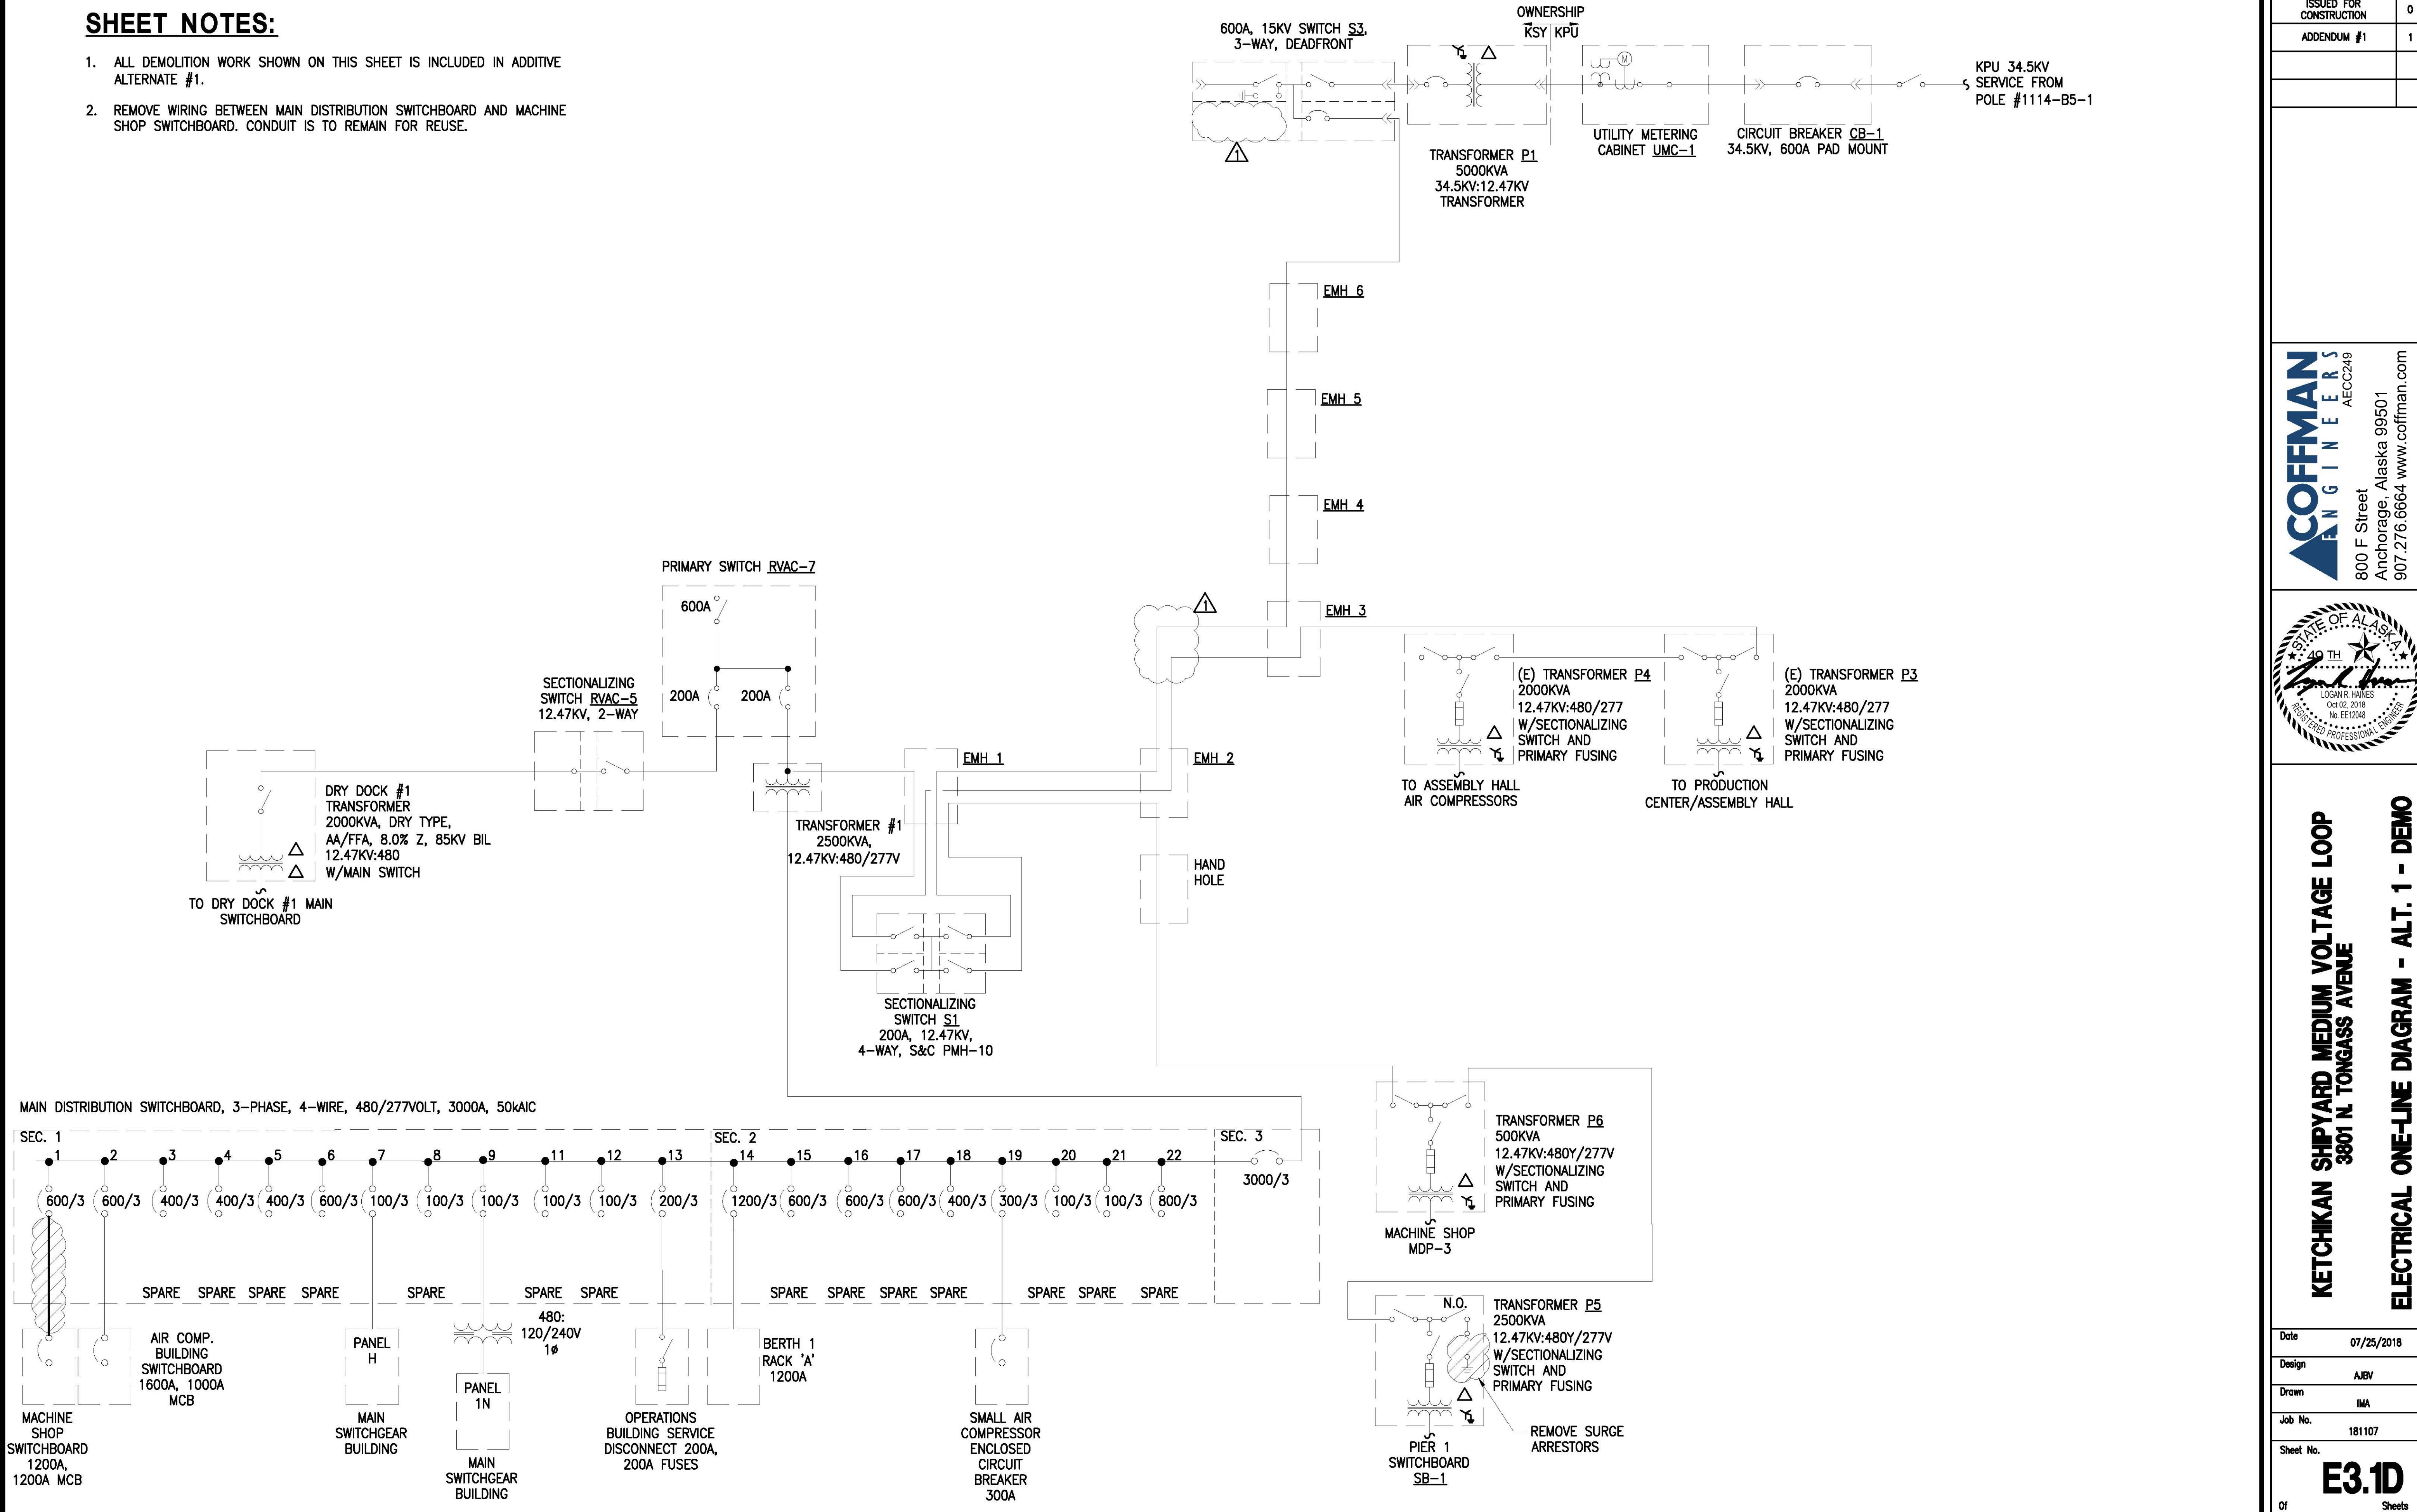 SHEET NOTES:
1. ALL DEMOLITION WORK SHOWN ON THIS SHEET IS INCLUDED IN ADDITIVE
ALTERNATE #1.
2. REMOVE WIRING BETWEEN MAIN DISTRIBUTION SWITCHBOARD AND MACHINE
SHOP SWITCHBOARD. CONDUIT IS TO REMAIN FOR REUSE.
600A, 15KV SWITCH S3,
3-WAY, DEADFRONT
1
OWNERSHIP
KSY KPU
M
TRANSFORMER P1
5000KVA
34.5KV:12.47KV
TRANSFORMER
UTILITY METERING
CABINET UMC-1
CIRCUIT BREAKER CB-1
34.5KV, 600A PAD MOUNT
KPU 34.5KV
SERVICE FROM
POLE #1114-B5-1
EMH 6
EMH 5
EMH 4
EMH 3
1
PRIMARY SWITCH RVAC-7
600A
200A
200A
SECTIONALIZING
SWITCH RVAC-5
12.47KV, 2-WAY
DRY DOCK #1
TRANSFORMER
2000KVA, DRY TYPE,
AA/FFA, 8.0% Z, 85KV BIL
12.47KV:480
W/MAIN SWITCH
TO DRY DOCK #1 MAIN
SWITCHBOARD
TRANSFORMER #1
2500KVA,
12.47KV:480/277V
EMH 1
EMH 2
HAND
HOLE
SECTIONALIZING
SWITCH S1
200A, 12.47KV,
4-WAY, S&C PMH-10
(E) TRANSFORMER P4
2000KVA
12.47KV:480/277
W/SECTIONALIZING
SWITCH AND
PRIMARY FUSING
TO ASSEMBLY HALL
AIR COMPRESSORS
(E) TRANSFORMER P3
2000KVA
12.47KV:480/277
W/SECTIONALIZING
SWITCH AND
PRIMARY FUSING
TO PRODUCTION
CENTER/ASSEMBLY HALL
MAIN DISTRIBUTION SWITCHBOARD, 3-PHASE, 4-WIRE, 480/277VOLT, 3000A, 50kAIC
SEC. 1
SEC. 2
SEC. 3
1 2 3 4 5 6 7 8 9 11 12 13 14 15 16 17 18 19 20 21 22
3000/3
600/3 600/3 400/3 400/3 400/3 600/3 100/3 100/3 100/3 100/3 100/3 200/3 1200/3 600/3 600/3 600/3 400/3 300/3 100/3 100/3 800/3
SPARE SPARE SPARE SPARE SPARE SPARE SPARE SPARE SPARE SPARE SPARE SPARE SPARE SPARE
MACHINE
SHOP
SWITCHBOARD
1200A,
1200A MCB
AIR COMP.
BUILDING
SWITCHBOARD
1600A, 1000A
MCB
PANEL
H
MAIN
SWITCHGEAR
BUILDING
480:
120/240V
1ø
PANEL
1N
MAIN
SWITCHGEAR
BUILDING
OPERATIONS
BUILDING SERVICE
DISCONNECT 200A,
200A FUSES
BERTH 1
RACK 'A'
1200A
SMALL AIR
COMPRESSOR
ENCLOSED
CIRCUIT
BREAKER
300A
TRANSFORMER P6
500KVA
12.47KV:480Y/277V
W/SECTIONALIZING
SWITCH AND
PRIMARY FUSING
MACHINE SHOP
MDP-3
N.O.
TRANSFORMER P5
2500KVA
12.47KV:480Y/277V
W/SECTIONALIZING
SWITCH AND
PRIMARY FUSING
REMOVE SURGE
ARRESTORS
PIER 1
SWITCHBOARD
SB-1
ISSUED FOR
CONSTRUCTION 0
ADDENDUM #1 1
COFFMAN
ENGINEERS
AECC249
800 F Street
Anchorage, Alaska 99501
907.276.6664 www.coffman.com
STATE OF ALASKA
49 TH
LOGAN R. HAINES
Oct 02, 2018
No. EE12048
REGISTERED PROFESSIONAL ENGINEER
KETCHIKAN SHIPYARD MEDIUM VOLTAGE LOOP
3801 N. TONGASS AVENUE
ELECTRICAL ONE-LINE DIAGRAM - ALT. 1 - DEMO
Date
07/25/2018
Design
AJBV
Drawn
IMA
Job No.
181107
Sheet No.
E3.1D
Of Sheets